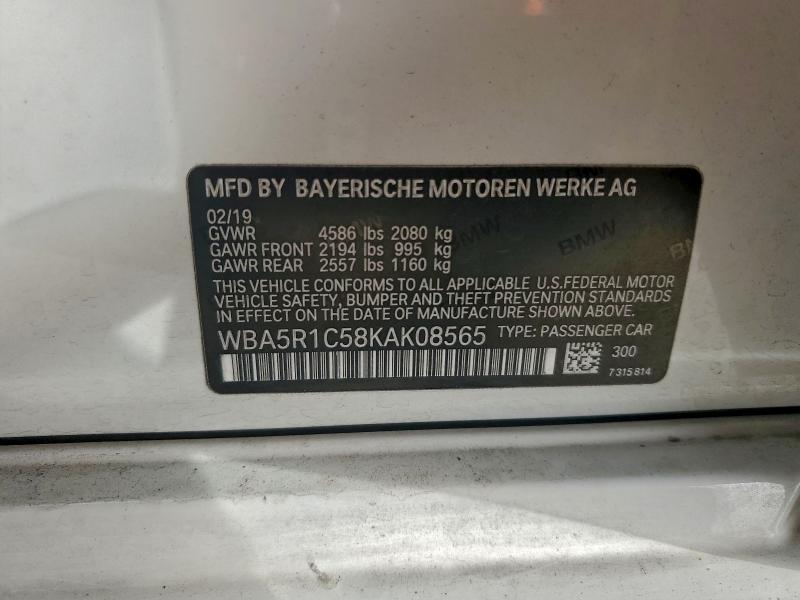 MFD BY BAYERISCHE MOTOREN WERKE AG
02/19
GVWR 4586 lbs 2080 kg
GAWR FRONT 2194 lbs 995 kg
GAWR REAR 2557 lbs 1160 kg
THIS VEHICLE CONFORMS TO ALL APPLICABLE U.S.FEDERAL MOTOR
VEHICLE SAFETY, BUMPER AND THEFT PREVENTION STANDARDS
IN EFFECT ON THE DATE OF MANUFACTURE SHOWN ABOVE.
WBA5R1C58KAK08565 TYPE: PASSENGER CAR
300
7315814
BMW
BMW